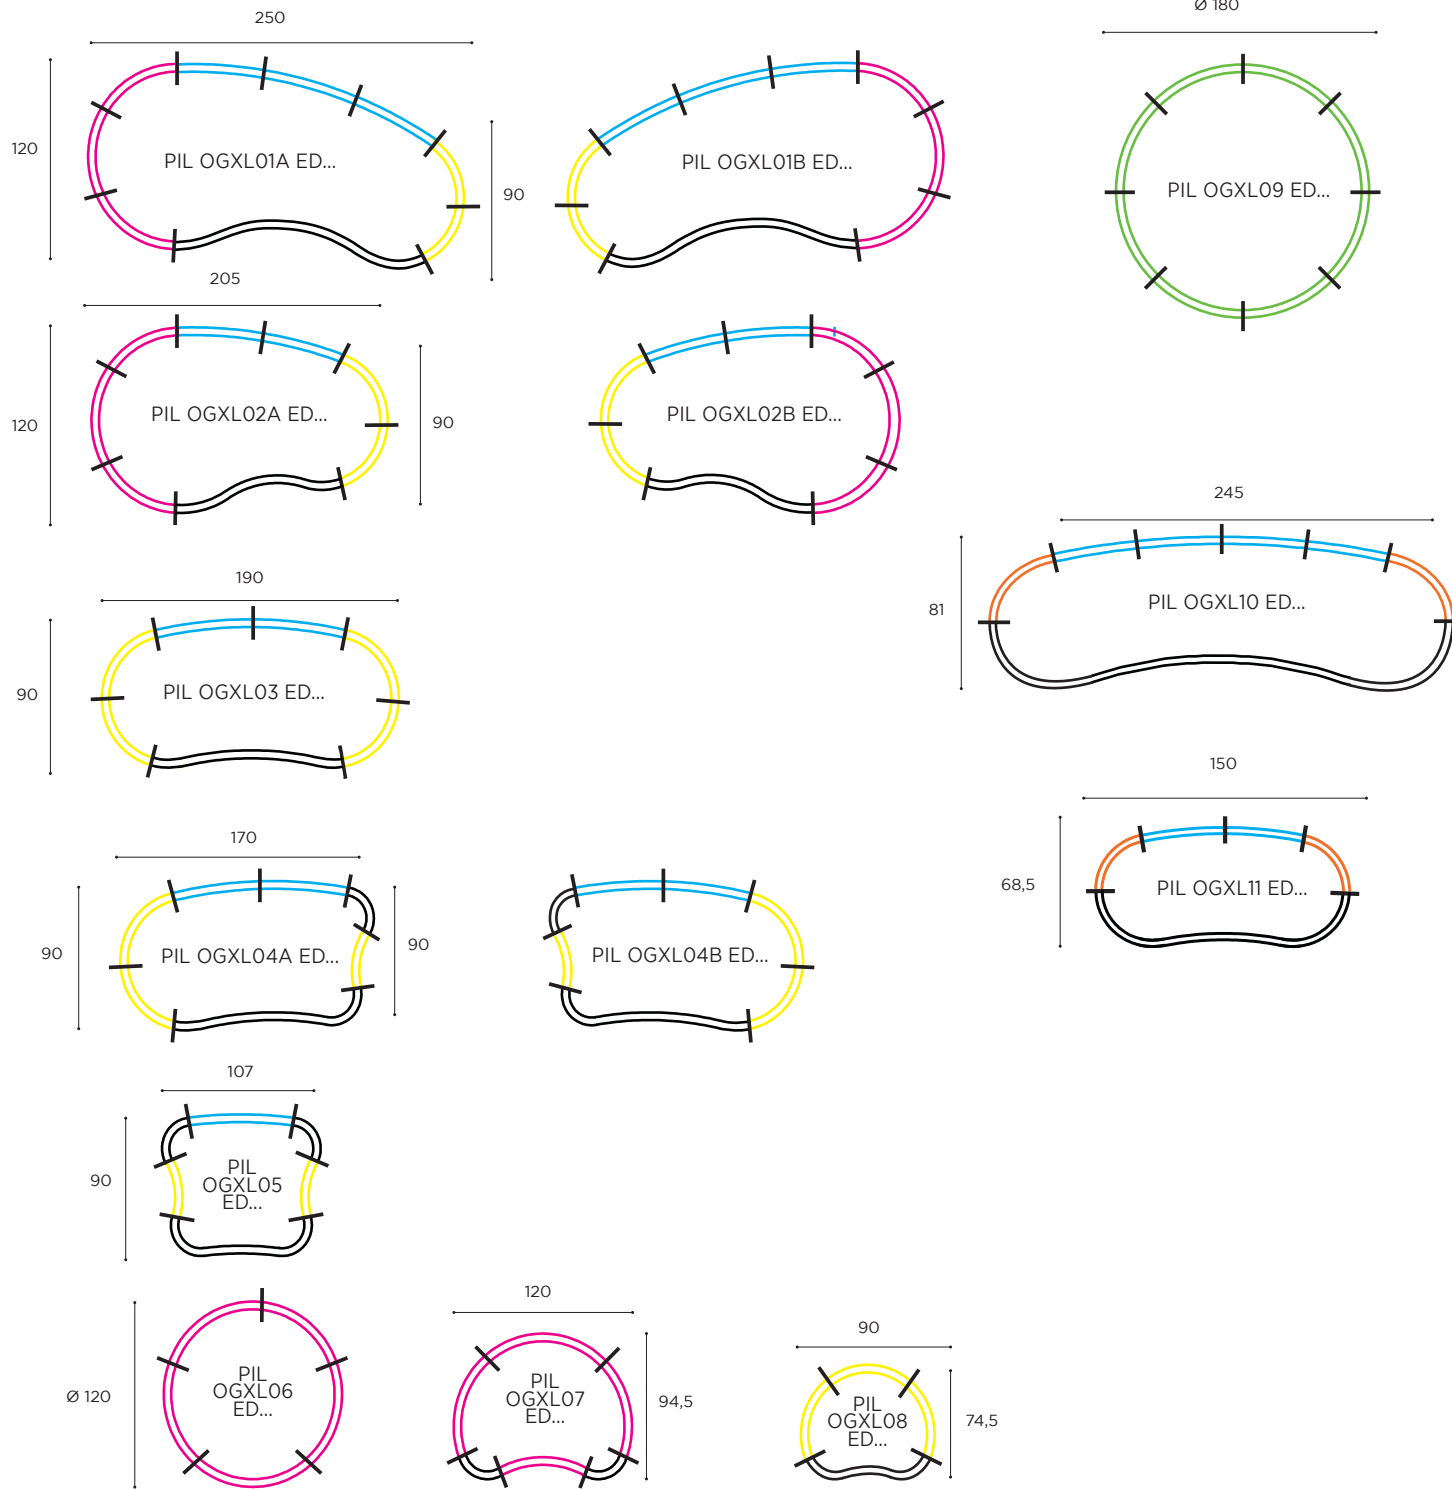 250
Ø 180
120
PIL OGXL01A ED...
90
PIL OGXL01B ED...
PIL OGXL09 ED...
205
120
PIL OGXL02A ED...
90
PIL OGXL02B ED...
245
190
81
PIL OGXL10 ED...
90
PIL OGXL03 ED...
150
170
68,5
PIL OGXL11 ED...
90
PIL OGXL04A ED...
90
PIL OGXL04B ED...
107
90
PIL
OGXL05
ED...
120
90
Ø 120
PIL
OGXL06
ED...
PIL
OGXL07
ED...
94,5
PIL
OGXL08
ED...
74,5